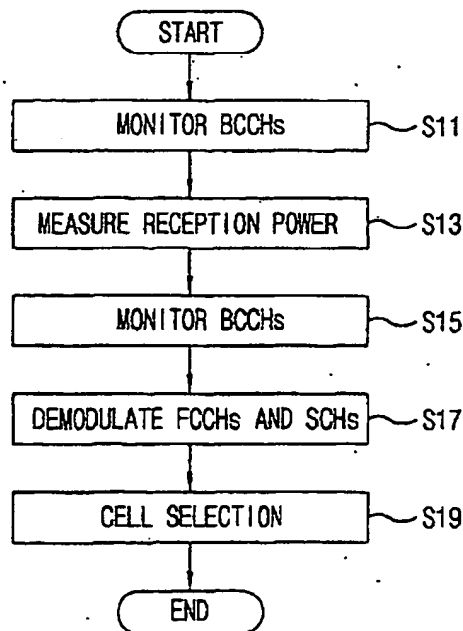 START
MONITOR BCCHs
S11
MEASURE RECEPTION POWER
S13
MONITOR BCCHs
S15
DEMODULATE FCCHs AND SCHs
S17
CELL SELECTION
S19
END